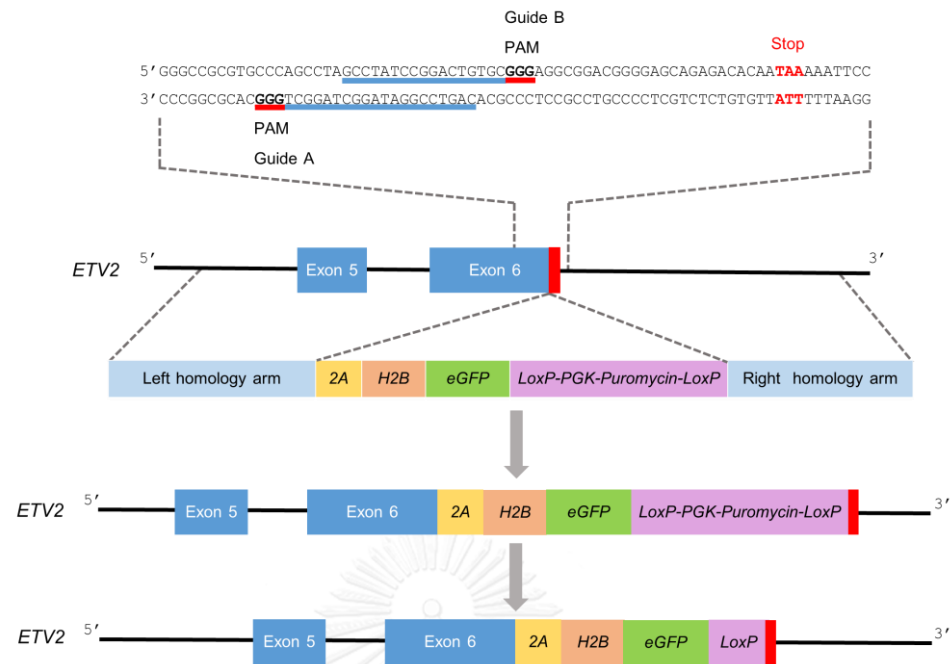 Guide B
PAM
Stop
5’GGGCCGCGTGCCCAGCCTAGCCTATCCGGACTGTGCGGGAGGCGGACGGGGAGCAGAGACACAATAAAAATTCC
3’CCCGGCGCACGGGTCGGATCGGATAGGCCTGACACGCCCTCCGCCTGCCCCTCGTCTCTGTGTTATTTTTAAGG
PAM
Guide A
5’ 3’
ETV2 Exon 5 Exon 6
Left homology arm 2A H2B eGFP LoxP-PGK-Puromycin-LoxP Right homology arm
5’ 3’
ETV2 Exon 5 Exon 6 2A H2B eGFP LoxP-PGK-Puromycin-LoxP
5’ 3’
ETV2 Exon 5 Exon 6 2A H2B eGFP LoxP